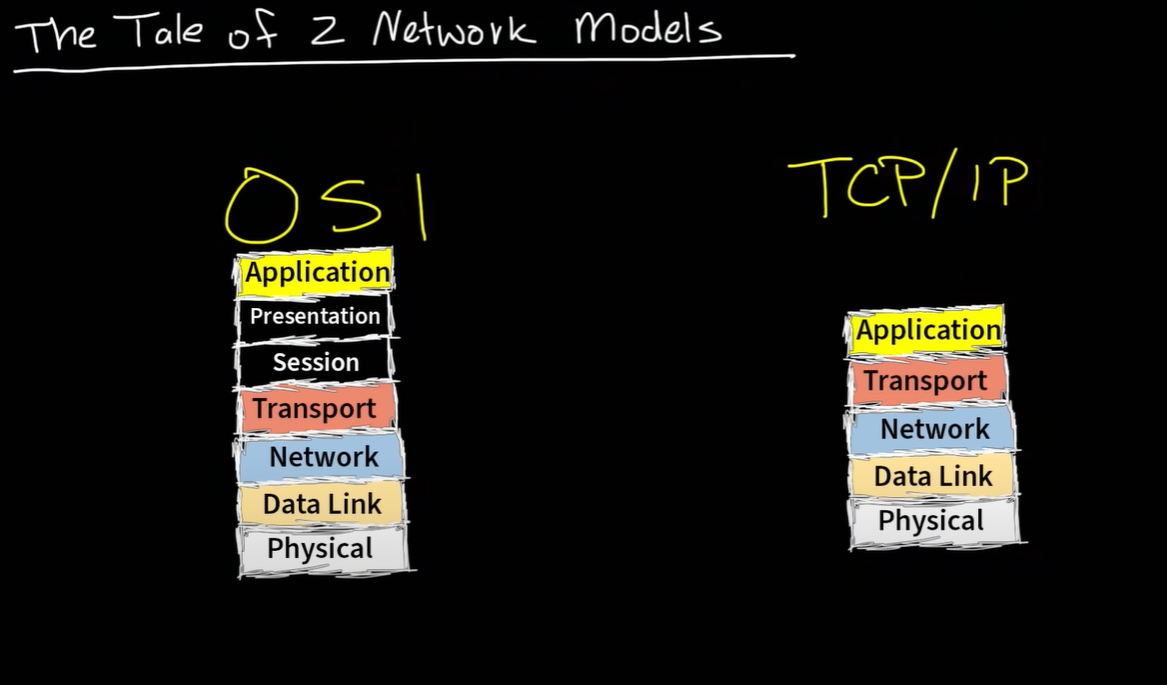 The Tale of 2 Network Models
OSI
TCP/IP
Application
Presentation
Session
Transport
Network
Data Link
Physical
Application
Transport
Network
Data Link
Physical